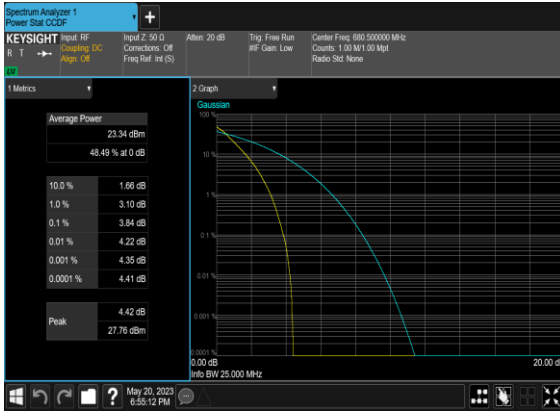 Spectrum Analyzer 1
Power Stat CCDF
KEYSIGHT
R T
LXI
Input: RF
Coupling: DC
Align: Off
Input Z: 50 Ω
Corrections: Off
Freq Ref: Int (S)
Atten: 20 dB
Trig: Free Run
#IF Gain: Low
Center Freq: 680.500000 MHz
Counts: 1.00 M/1.00 Mpt
Radio Std: None
1 Metrics
Average Power
23.34 dBm
48.49 % at 0 dB
10.0 % 1.66 dB
1.0 % 3.10 dB
0.1 % 3.84 dB
0.01 % 4.22 dB
0.001 % 4.35 dB
0.0001 % 4.41 dB
Peak
4.42 dB
27.76 dBm
2 Graph
Gaussian
100 %
10 %
1 %
0.1 %
0.01 %
0.001 %
0.0001 %
0.00 dB
20.00 d
Info BW 25.000 MHz
?
May 20, 2023
6:55:12 PM